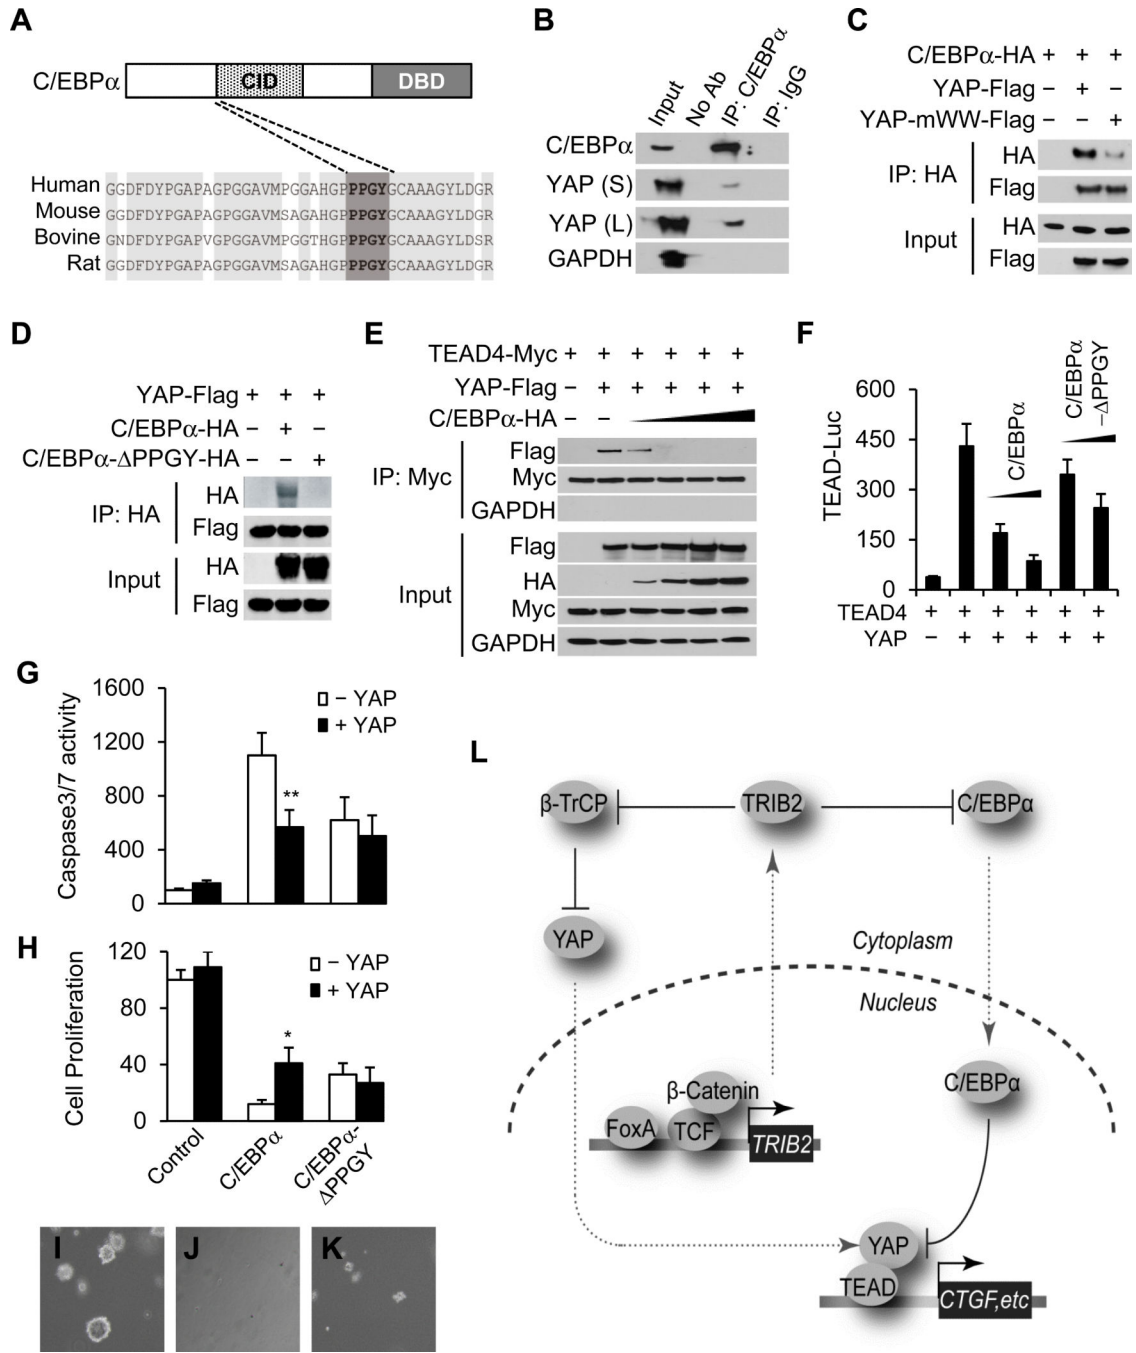 A
C/EBPα CID DBD
Human GGDFDYPGAPAGPGGAVMPGGAHGPPPGYGCAAAGYLDGR
Mouse GGDFDYPGAPAGPGGAVMSAGAHGPPPGYGCAAAGYLDGR
Bovine GNDFDYPGAPVGPGGAVMPGGTHGPPPGYGCAAAGYLDSR
Rat GGDFDYPGAPAGPGGAVMSAGAHGPPPGYGCAAAGYLDGR
B
Input No Ab IP: C/EBPα IP: IgG
C/EBPα
YAP (S)
YAP (L)
GAPDH
C
C/EBPα-HA + + +
YAP-Flag − + −
YAP-mWW-Flag − − +
IP: HA
HA
Flag
Input
HA
Flag
D
YAP-Flag + + +
C/EBPα-HA − + −
C/EBPα-ΔPPGY-HA − − +
IP: HA
HA
Flag
Input
HA
Flag
E
TEAD4-Myc + + + + + +
YAP-Flag − + + + + +
C/EBPα-HA − −
IP: Myc
Flag
Myc
GAPDH
Input
Flag
HA
Myc
GAPDH
F
TEAD-Luc
600
450
300
150
0
C/EBPα
C/EBPα
-ΔPPGY
TEAD4 + + + + + +
YAP − + + + + +
G
Caspase3/7 activity
1600
1200
800
400
0
− YAP
+ YAP
**
H
Cell Proliferation
120
80
40
0
− YAP
+ YAP
*
Control
C/EBPα
C/EBPα-
ΔPPGY
I J K
L
β-TrCP TRIB2 C/EBPα
YAP
Cytoplasm
Nucleus
C/EBPα
β-Catenin
FoxA TCF TRIB2
YAP
TEAD CTGF,etc